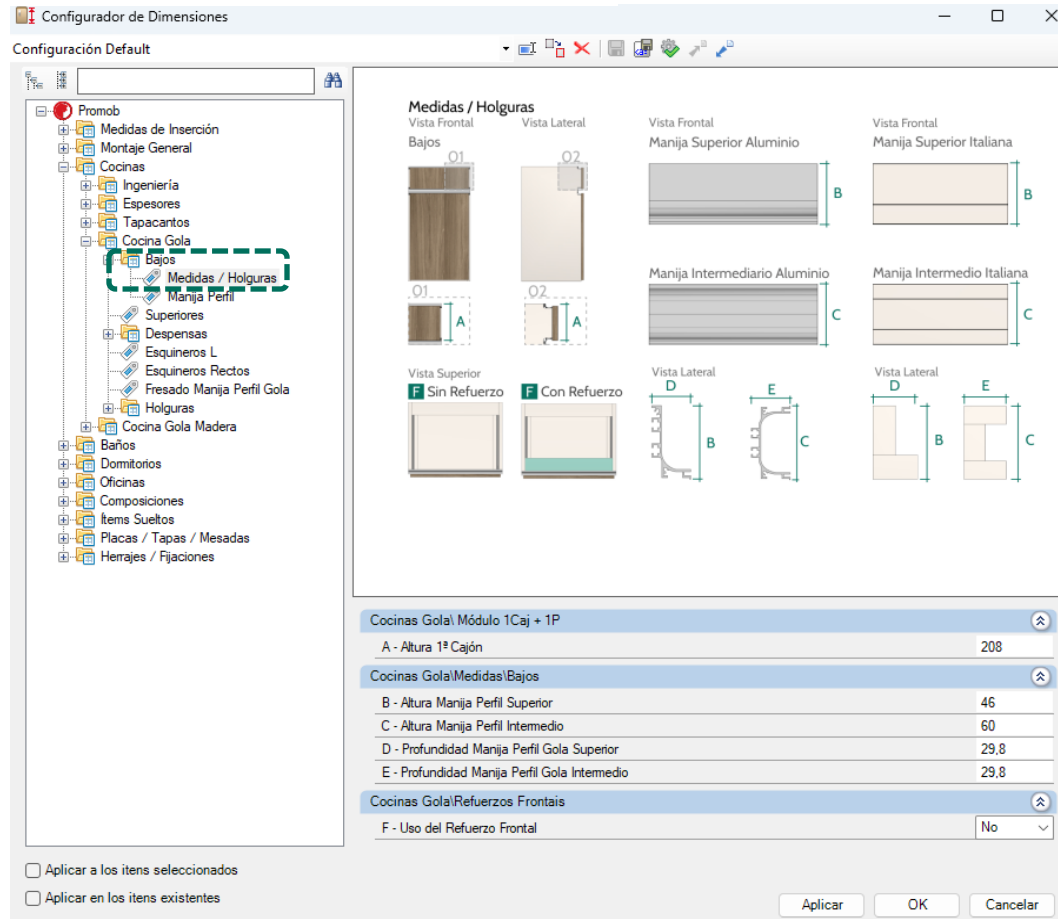 Configurador de Dimensiones
Configuración Default
Promob
Medidas de Inserción
Montaje General
Cocinas
Ingeniería
Espesores
Tapacantos
Cocina Gola
Bajos
Medidas / Holguras
Manija Perfil
Superiores
Despensas
Esquineros L
Esquineros Rectos
Fresado Manija Perfil Gola
Holguras
Cocina Gola Madera
Baños
Dormitorios
Oficinas
Composiciones
Ítems Sueltos
Placas / Tapas / Mesadas
Herrajes / Fijaciones
Medidas / Holguras
Vista Frontal Vista Lateral
Bajos
01 02
01 02
A A
Vista Superior
F Sin Refuerzo F Con Refuerzo
Vista Frontal
Manija Superior Aluminio
B
Manija Intermediario Aluminio
C
Vista Lateral
D E
B C
Vista Frontal
Manija Superior Italiana
B
Manija Intermedio Italiana
C
Vista Lateral
D E
B C
Cocinas Gola\ Módulo 1Caj + 1P
A - Altura 1ª Cajón 208
Cocinas Gola\Medidas\Bajos
B - Altura Manija Perfil Superior 46
C - Altura Manija Perfil Intermedio 60
D - Profundidad Manija Perfil Gola Superior 29,8
E - Profundidad Manija Perfil Gola Intermedio 29,8
Cocinas Gola\Refuerzos Frontais
F - Uso del Refuerzo Frontal No
Aplicar a los itens seleccionados
Aplicar en los itens existentes
Aplicar OK Cancelar